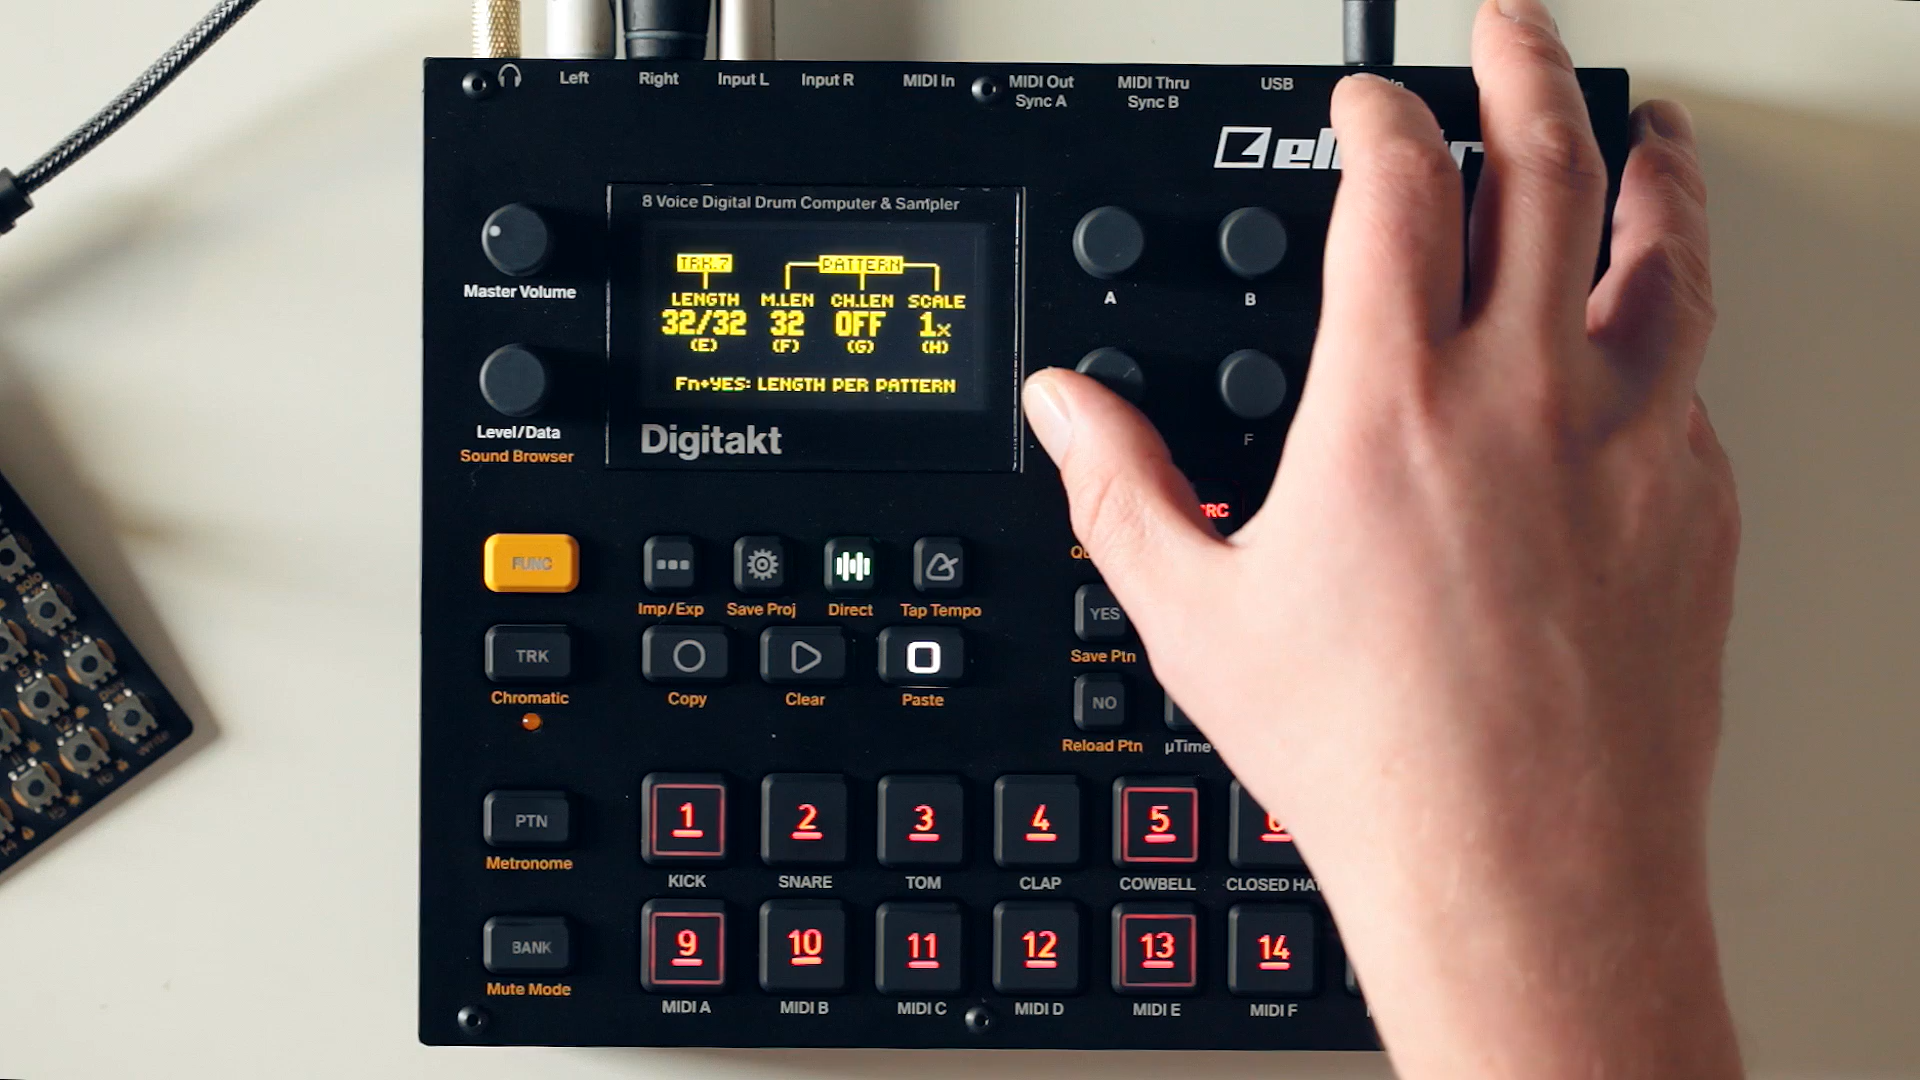 Left Right Input L Input R MIDI In MIDI Out MIDI Thru USB
Sync A Sync B
8 Voice Digital Drum Computer & Sampler
TRK.7 PATTERN
LENGTH M.LEN CH.LEN SCALE
32/32 32 OFF 1x
(E) (F) (G) (H)
Fn+YES: LENGTH PER PATTERN
Digitakt
Master Volume
Level/Data
Sound Browser
A B
F
FUNC
Imp/Exp Save Proj Direct Tap Tempo
TRK
Chromatic
Copy Clear Paste
YES
Save Ptn
NO
Reload Ptn µTime
PTN
Metronome
1 2 3 4 5 6
KICK SNARE TOM CLAP COWBELL CLOSED HAT
BANK
Mute Mode
9 10 11 12 13 14
MIDI A MIDI B MIDI C MIDI D MIDI E MIDI F